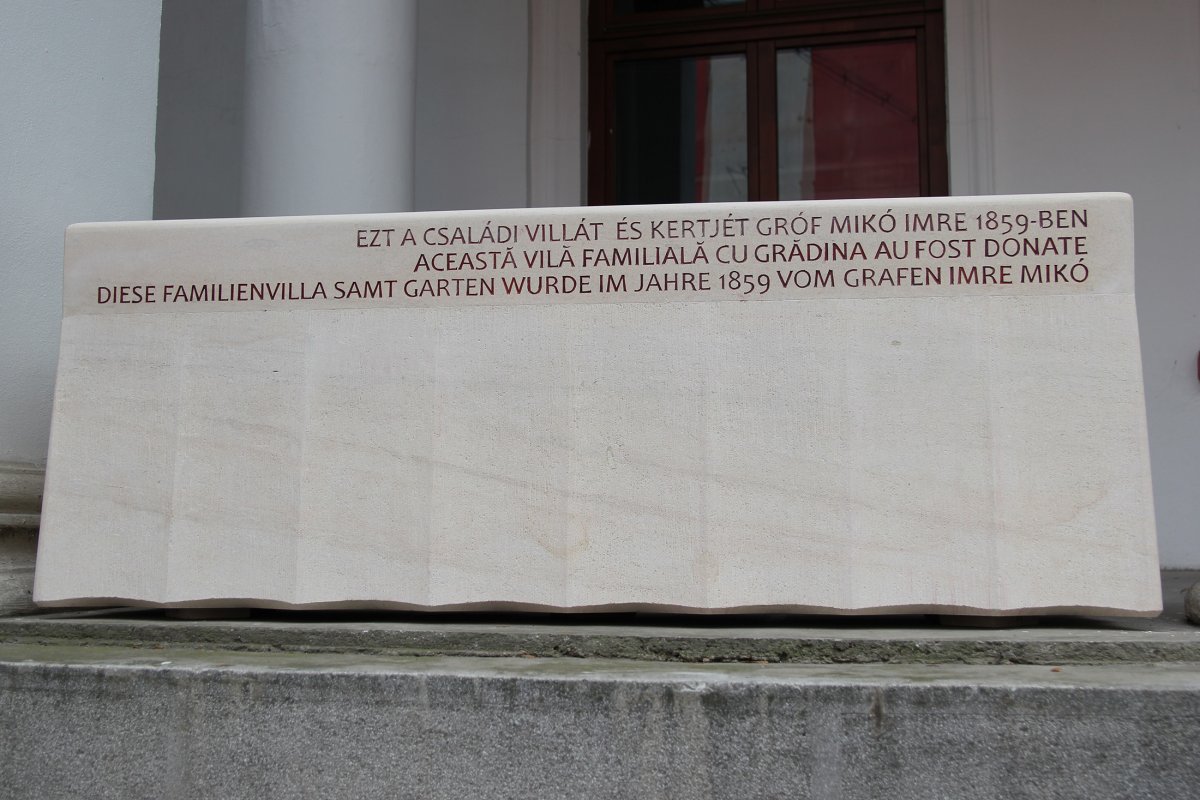 EZT A CSALÁDI VILLÁT ÉS KERTJÉT GRÓF MIKÓ IMRE 1859-BEN
ACEASTĂ VILĂ FAMILIALĂ CU GRĂDINA AU FOST DONATE
DIESE FAMILIENVILLA SAMT GARTEN WURDE IM JAHRE 1859 VOM GRAFEN IMRE MIKÓ